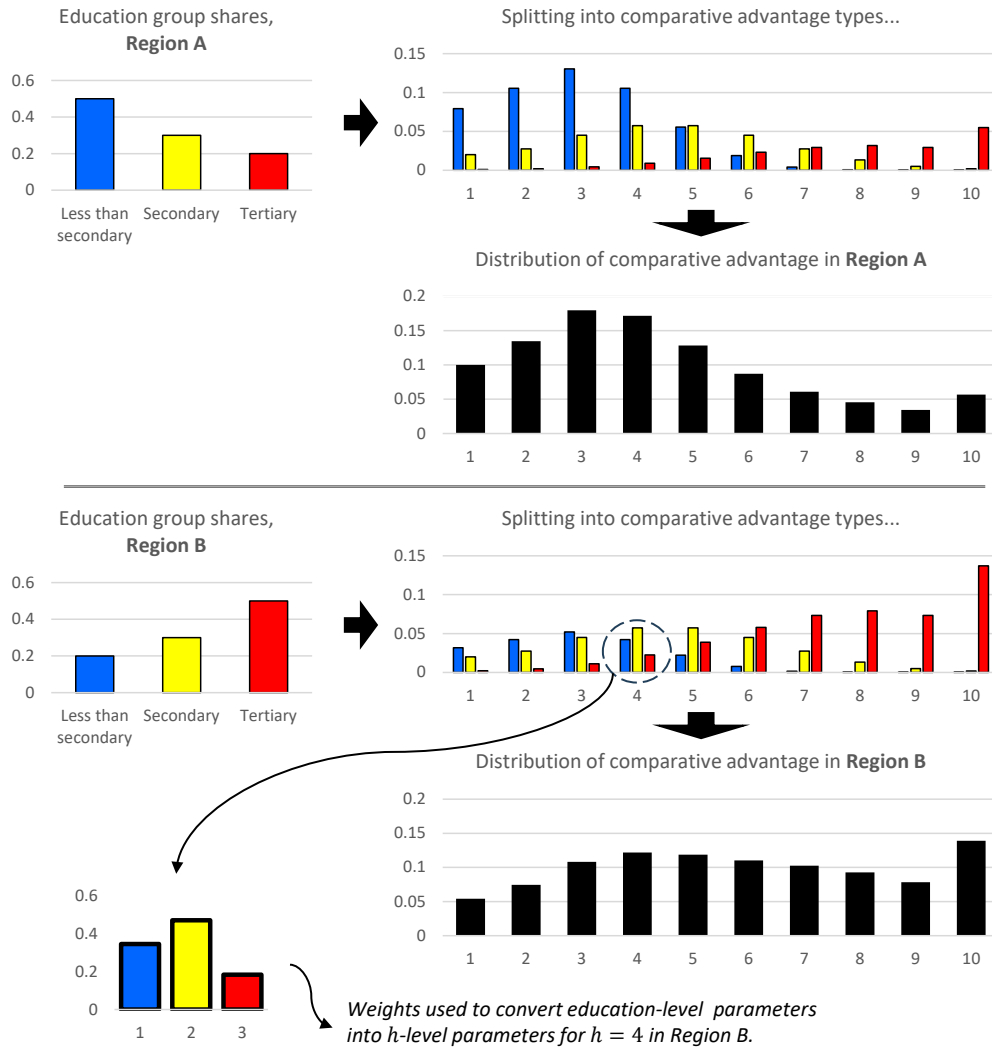 Education group shares,
Region A
0.6
0.4
0.2
0
Less than
secondary
Secondary
Tertiary
Splitting into comparative advantage types...
0.15
0.1
0.05
0
1 2 3 4 5 6 7 8 9 10
Distribution of comparative advantage in Region A
0.2
0.15
0.1
0.05
0
1 2 3 4 5 6 7 8 9 10
Education group shares,
Region B
0.6
0.4
0.2
0
Less than
secondary
Secondary
Tertiary
Splitting into comparative advantage types...
0.15
0.1
0.05
0
1 2 3 4 5 6 7 8 9 10
Distribution of comparative advantage in Region B
0.2
0.15
0.1
0.05
0
1 2 3 4 5 6 7 8 9 10
0.6
0.4
0.2
0
1 2 3
Weights used to convert education-level parameters
into h-level parameters for h = 4 in Region B.